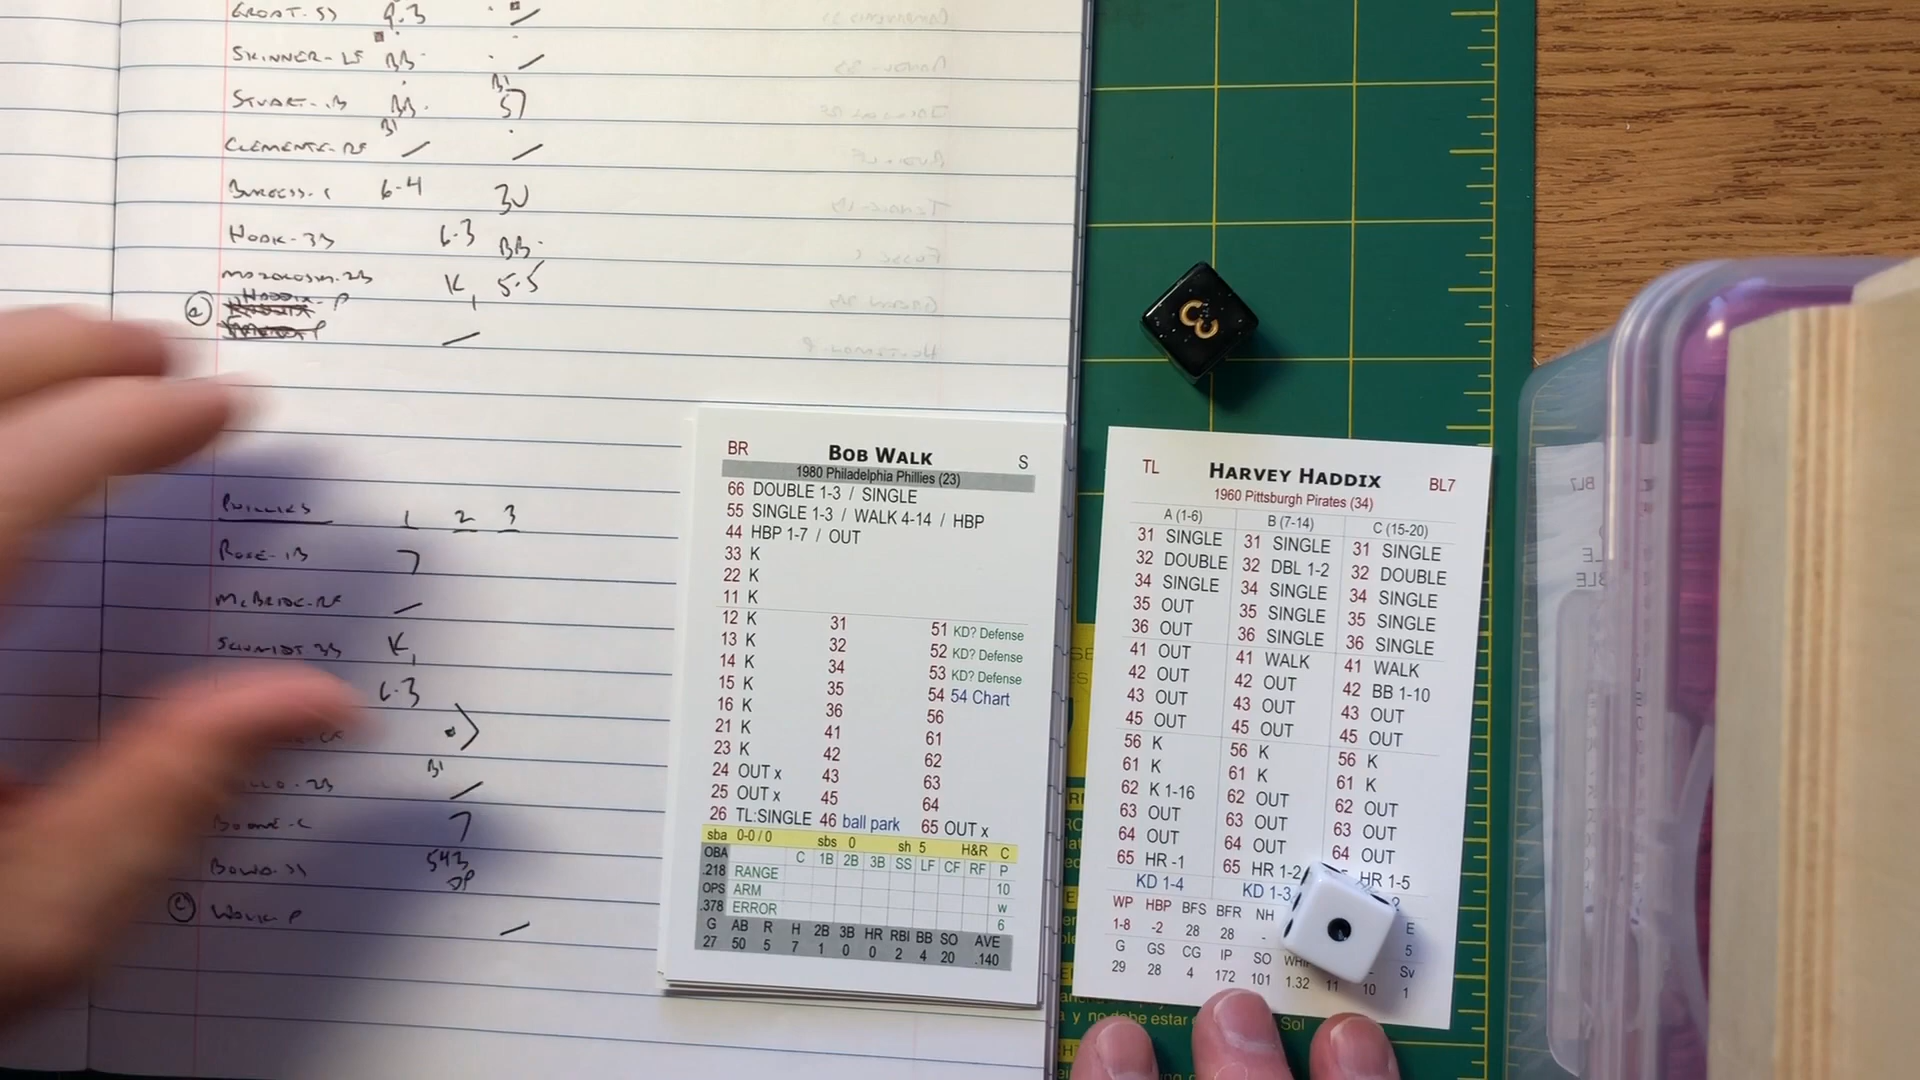 GROAT-SS 9.3
SKINNER-LF BB
STUART-1B BB 57
B1
B1
CLEMENTE-RF
BURGESS-C 6-4 3U
HOAK-3B 6-3 BB
MAZEROSKI-2B K, 5-5
HADDIX-P
PHILLIES 1 2 3
ROSE-1B 7
MCBRIDE-RF
SCHMIDT-3B K,
6-3
B1
BOONE-C 7
BOWA-SS 543
DP
WALK-P
BR BOB WALK S
1980 Philadelphia Phillies (23)
66 DOUBLE 1-3 / SINGLE
55 SINGLE 1-3 / WALK 4-14 / HBP
44 HBP 1-7 / OUT
33 K
22 K
11 K
12 K 31 51 KD? Defense
13 K 32 52 KD? Defense
14 K 34 53 KD? Defense
15 K 35 54 54 Chart
16 K 36 56
21 K 41 61
23 K 42 62
24 OUT x 43 63
25 OUT x 45 64
26 TL:SINGLE 46 ball park 65 OUT x
sba 0-0 / 0 sbs 0 sh 5 H&R C
OBA C 1B 2B 3B SS LF CF RF P
.218 RANGE 10
OPS ARM w
.378 ERROR 6
G AB R H 2B 3B HR RBI BB SO AVE
27 50 5 7 1 0 0 2 4 20 .140
TL HARVEY HADDIX BL7
1960 Pittsburgh Pirates (34)
A (1-6) B (7-14) C (15-20)
31 SINGLE 31 SINGLE 31 SINGLE
32 DOUBLE 32 DBL 1-2 32 DOUBLE
34 SINGLE 34 SINGLE 34 SINGLE
35 OUT 35 SINGLE 35 SINGLE
36 OUT 36 SINGLE 36 SINGLE
41 OUT 41 WALK 41 WALK
42 OUT 42 OUT 42 BB 1-10
43 OUT 43 OUT 43 OUT
45 OUT 45 OUT 45 OUT
56 K 56 K 56 K
61 K 61 K 61 K
62 K 1-16 62 OUT 62 OUT
63 OUT 63 OUT 63 OUT
64 OUT 64 OUT 64 OUT
65 HR -1 65 HR 1-2 HR 1-5
KD 1-4 KD 1-3
WP HBP BFS BFR NH E
1-8 -2 28 28 - 5
G GS CG IP SO Sv
29 28 4 172 101 1.32 11 10 1
y no debe estar
Sol
3